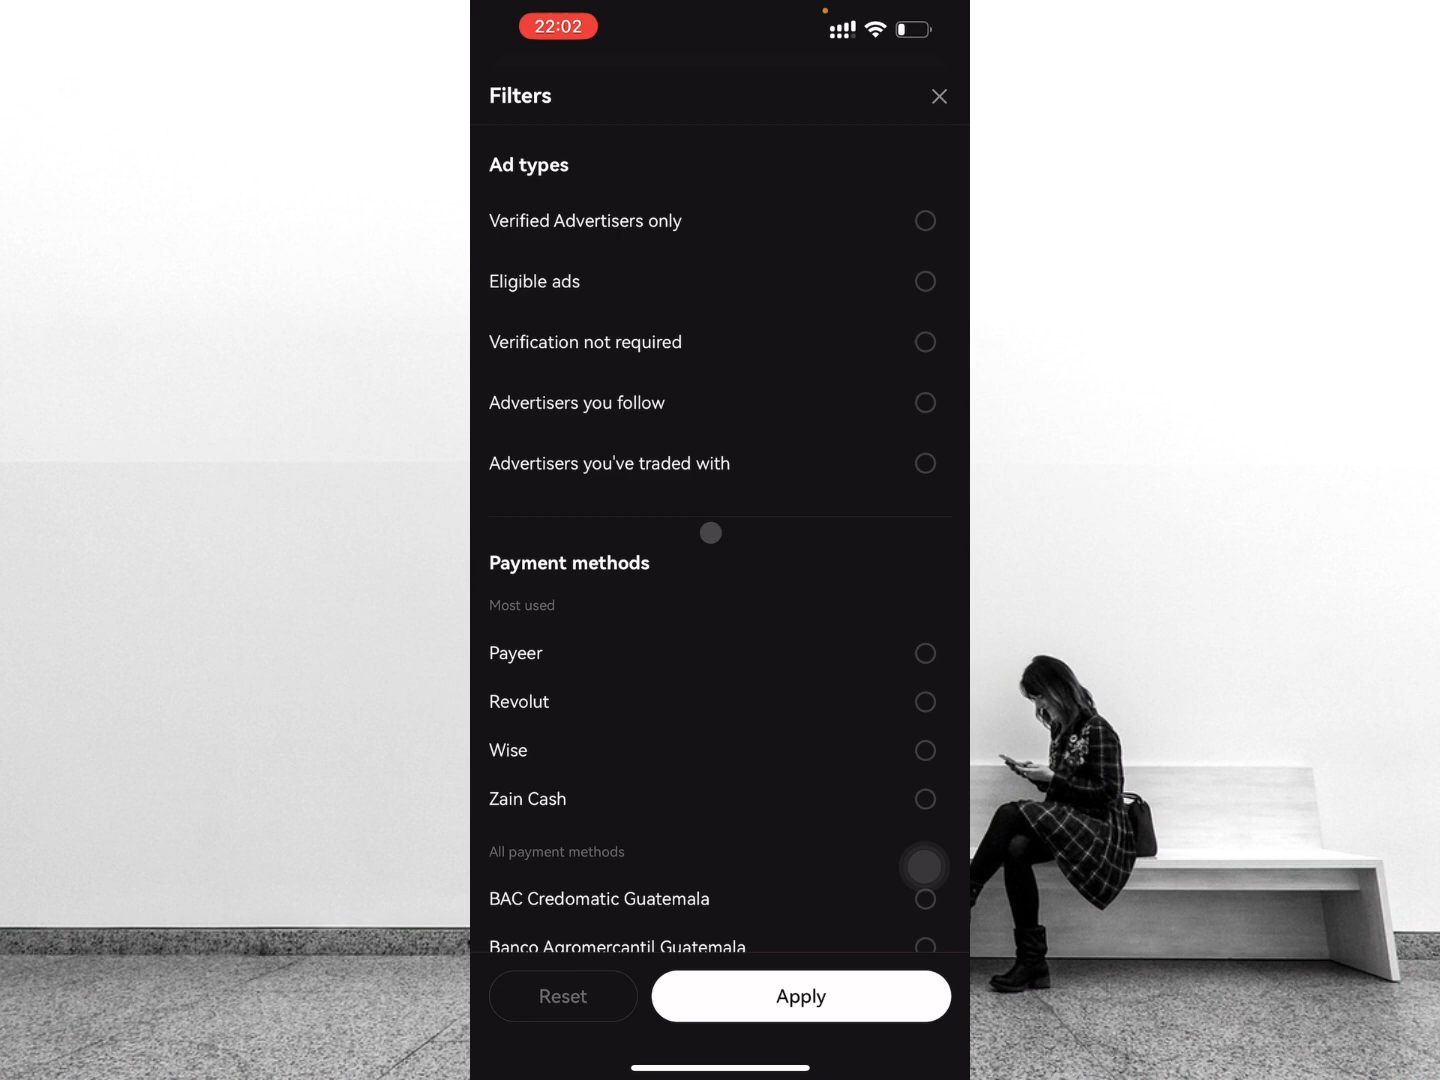 22:02
Filters
Ad types
Verified Advertisers only
Eligible ads
Verification not required
Advertisers you follow
Advertisers you've traded with
Payment methods
Most used
Payeer
Revolut
Wise
Zain Cash
All payment methods
BAC Credomatic Guatemala
Banco Agromercantil Guatemala
Reset
Apply